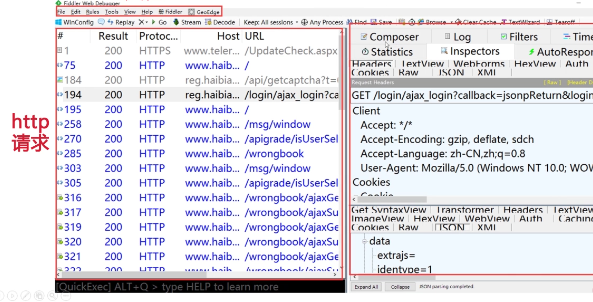 Fiddler Web Debugger
File Edit Rules Tools View Help Fiddler GeoEdge
WinConfig Replay X Go Stream Decode Keep: All sessions Any Process Find Save Browse Clear Cache TextWizard Tearoff
# Result Protoc... Host URL
1 200 HTTPS www.teler... /UpdateCheck.aspx
75 200 HTTP www.haib... /
184 200 HTTP reg.haibia... /api/getcaptcha?t=
194 200 HTTP reg.haibia... /login/ajax_login?ca
195 200 HTTP www.haib... /
258 200 HTTP www.haib... /msg/window
270 200 HTTP www.haib... /apigrade/isUserSel
285 200 HTTP www.haib... /wrongbook
303 200 HTTP www.haib... /msg/window
305 200 HTTP www.haib... /apigrade/isUserSel
316 200 HTTP www.haib... /wrongbook/ajaxGe
317 200 HTTP www.haib... /wrongbook/ajaxSu
319 200 HTTP www.haib... /wrongbook/ajaxGe
320 200 HTTP www.haib... /wrongbook/ajaxSu
321 200 HTTP www.haib... /wrongbook/ajaxGe
322 200 HTTP www.haib... /wrongbook/ajaxGe
[QuickExec] ALT+Q > type HELP to learn more
http
请求
Composer Log Filters Time
Statistics Inspectors AutoRespon
Headers TextView WebForms HexView Auth
Cookies Raw JSON XML
Request Headers [ Raw ] [Header
GET /login/ajax_login?callback=jsonpReturn&login
Client
Accept: */*
Accept-Encoding: gzip, deflate, sdch
Accept-Language: zh-CN,zh;q=0.8
User-Agent: Mozilla/5.0 (Windows NT 10.0; WOW
Cookies
Cookie
Get SyntaxView Transformer Headers TextView
ImageView HexView WebView Auth Caching
Cookies Raw JSON XML
data
extrajs=
identype=1
Expand All Collapse JSON parsing completed